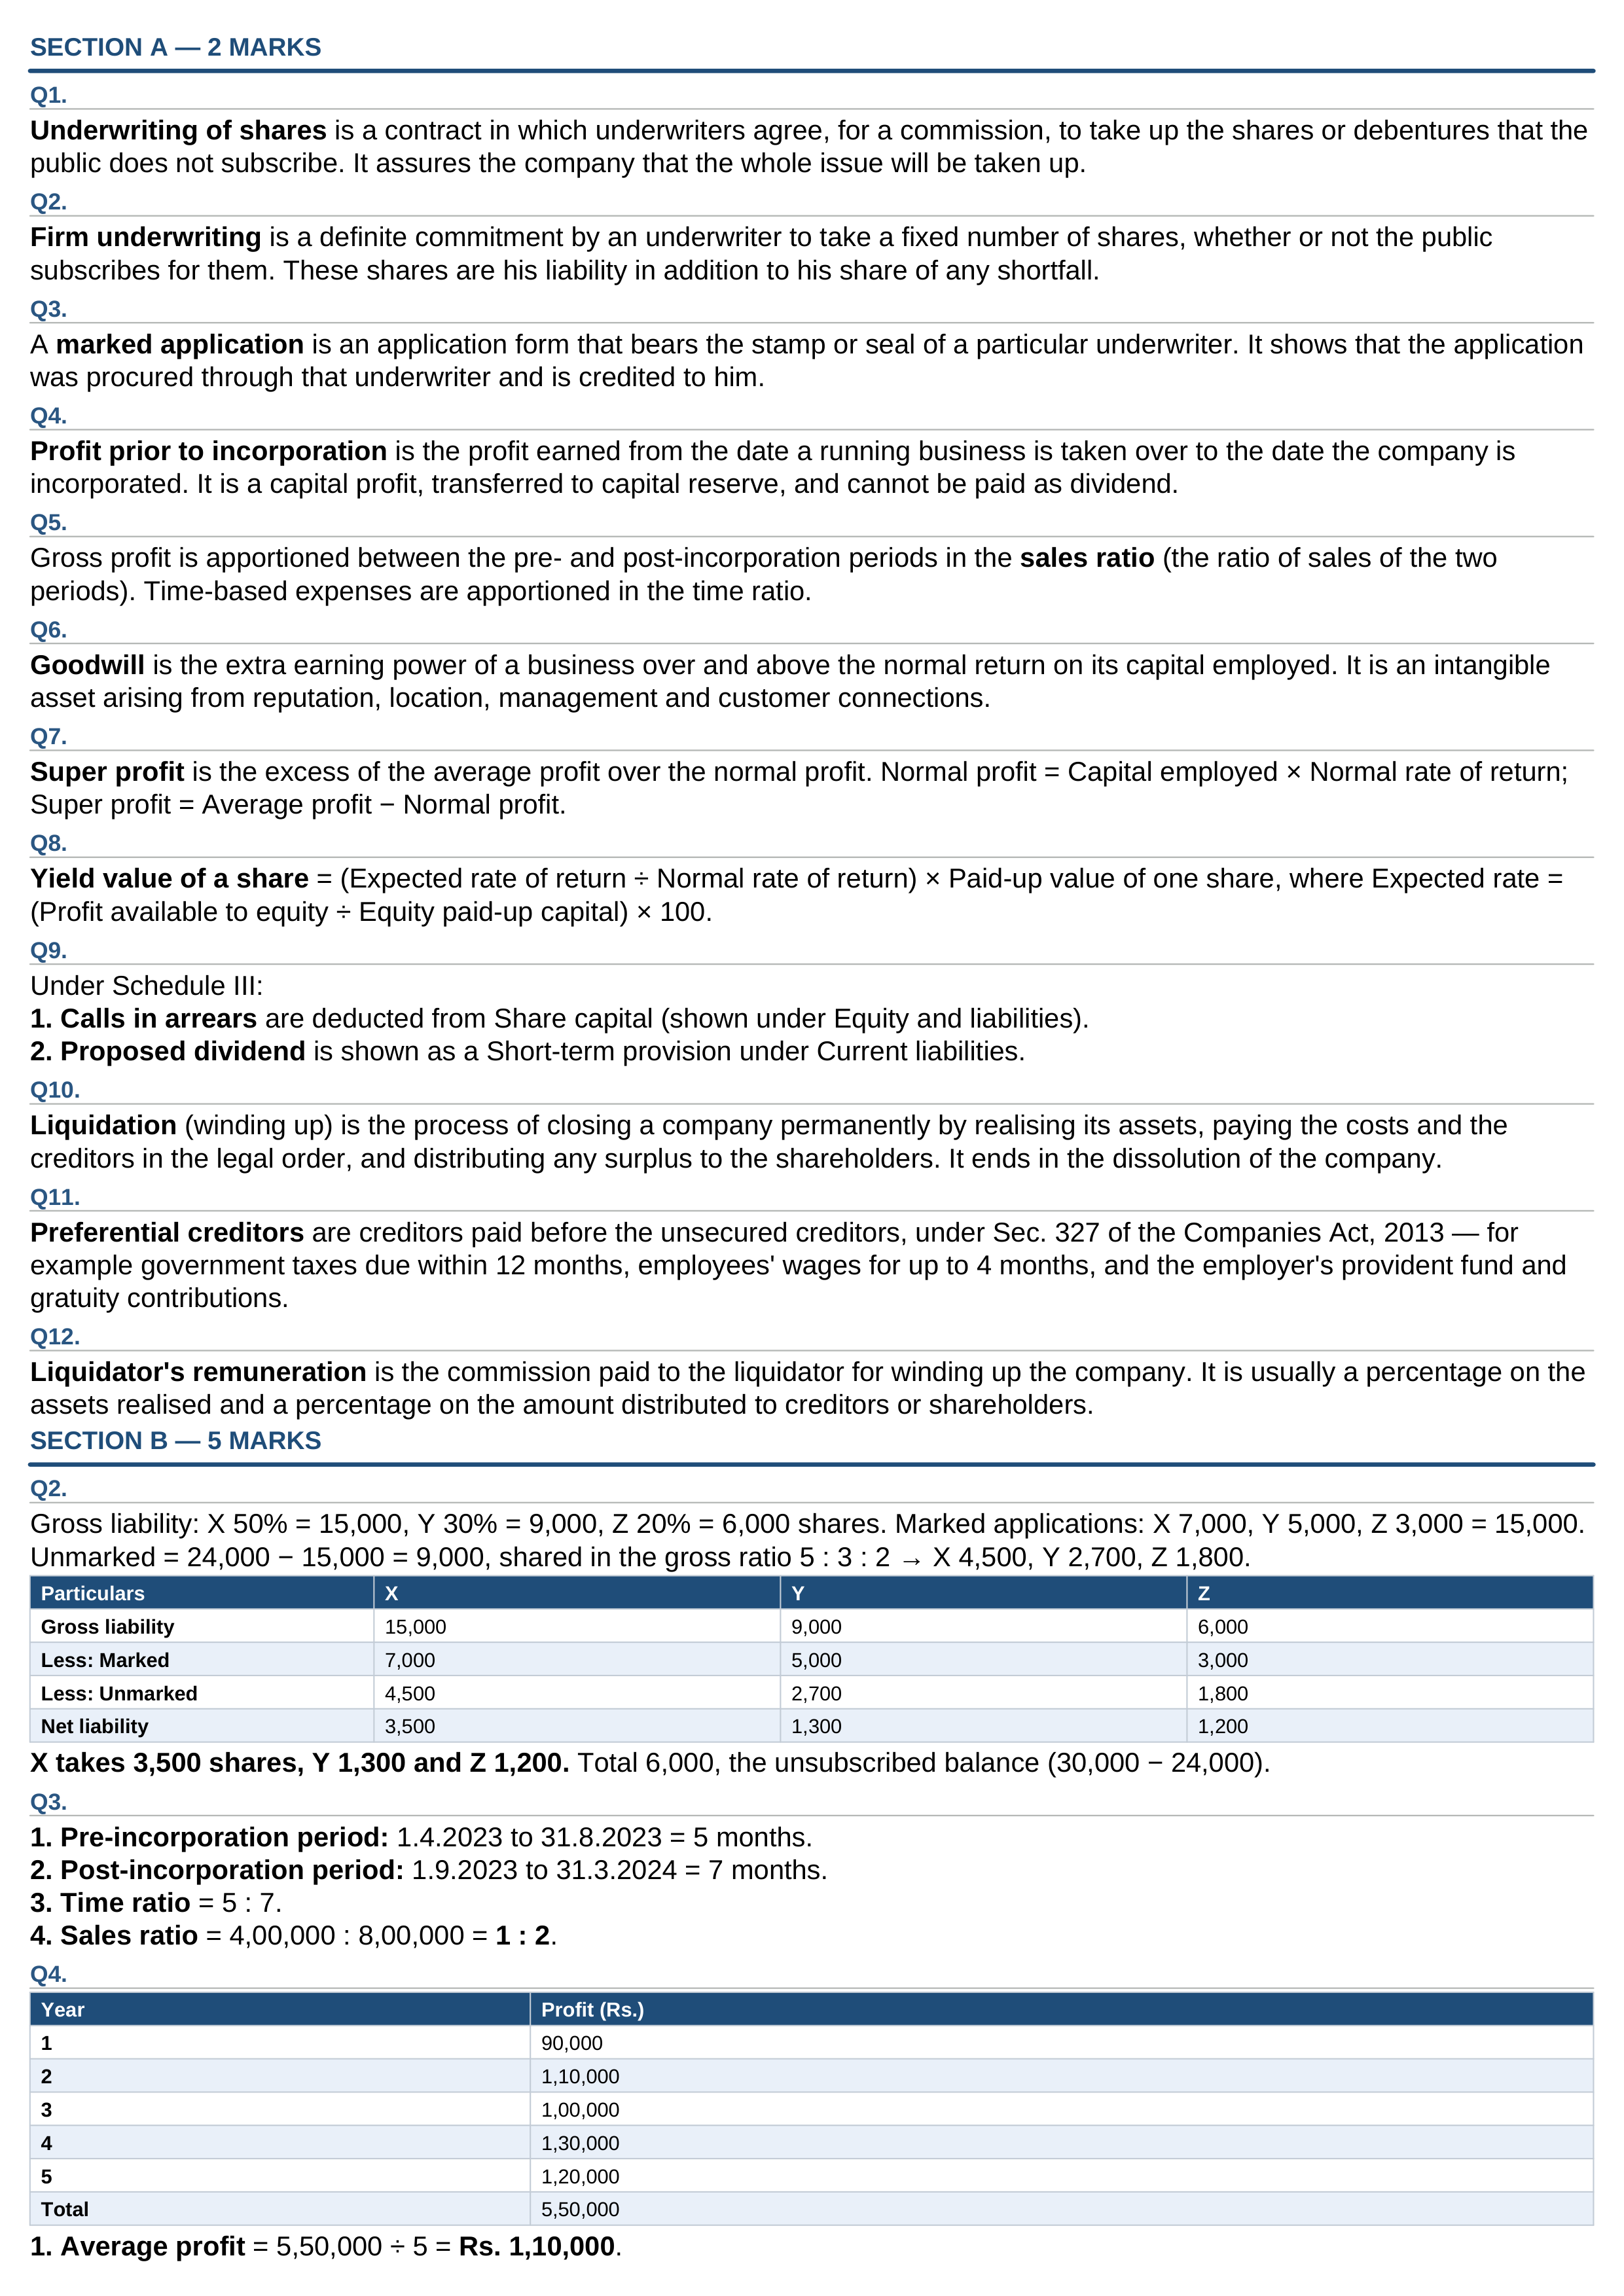 SECTION A — 2 MARKS
Q1.
Underwriting of shares is a contract in which underwriters agree, for a commission, to take up the shares or debentures that the
public does not subscribe. It assures the company that the whole issue will be taken up.
Q2.
Firm underwriting is a definite commitment by an underwriter to take a fixed number of shares, whether or not the public
subscribes for them. These shares are his liability in addition to his share of any shortfall.
Q3.
A marked application is an application form that bears the stamp or seal of a particular underwriter. It shows that the application
was procured through that underwriter and is credited to him.
Q4.
Profit prior to incorporation is the profit earned from the date a running business is taken over to the date the company is
incorporated. It is a capital profit, transferred to capital reserve, and cannot be paid as dividend.
Q5.
Gross profit is apportioned between the pre- and post-incorporation periods in the sales ratio (the ratio of sales of the two
periods). Time-based expenses are apportioned in the time ratio.
Q6.
Goodwill is the extra earning power of a business over and above the normal return on its capital employed. It is an intangible
asset arising from reputation, location, management and customer connections.
Q7.
Super profit is the excess of the average profit over the normal profit. Normal profit = Capital employed × Normal rate of return;
Super profit = Average profit − Normal profit.
Q8.
Yield value of a share = (Expected rate of return ÷ Normal rate of return) × Paid-up value of one share, where Expected rate =
(Profit available to equity ÷ Equity paid-up capital) × 100.
Q9.
Under Schedule III:
1. Calls in arrears are deducted from Share capital (shown under Equity and liabilities).
2. Proposed dividend is shown as a Short-term provision under Current liabilities.
Q10.
Liquidation (winding up) is the process of closing a company permanently by realising its assets, paying the costs and the
creditors in the legal order, and distributing any surplus to the shareholders. It ends in the dissolution of the company.
Q11.
Preferential creditors are creditors paid before the unsecured creditors, under Sec. 327 of the Companies Act, 2013 — for
example government taxes due within 12 months, employees' wages for up to 4 months, and the employer's provident fund and
gratuity contributions.
Q12.
Liquidator's remuneration is the commission paid to the liquidator for winding up the company. It is usually a percentage on the
assets realised and a percentage on the amount distributed to creditors or shareholders.
SECTION B — 5 MARKS
Q2.
Gross liability: X 50% = 15,000, Y 30% = 9,000, Z 20% = 6,000 shares. Marked applications: X 7,000, Y 5,000, Z 3,000 = 15,000.
Unmarked = 24,000 − 15,000 = 9,000, shared in the gross ratio 5 : 3 : 2 → X 4,500, Y 2,700, Z 1,800.
Particulars X Y Z
Gross liability 15,000 9,000 6,000
Less: Marked 7,000 5,000 3,000
Less: Unmarked 4,500 2,700 1,800
Net liability 3,500 1,300 1,200
X takes 3,500 shares, Y 1,300 and Z 1,200. Total 6,000, the unsubscribed balance (30,000 − 24,000).
Q3.
1. Pre-incorporation period: 1.4.2023 to 31.8.2023 = 5 months.
2. Post-incorporation period: 1.9.2023 to 31.3.2024 = 7 months.
3. Time ratio = 5 : 7.
4. Sales ratio = 4,00,000 : 8,00,000 = 1 : 2.
Q4.
Year Profit (Rs.)
1 90,000
2 1,10,000
3 1,00,000
4 1,30,000
5 1,20,000
Total 5,50,000
1. Average profit = 5,50,000 ÷ 5 = Rs. 1,10,000.